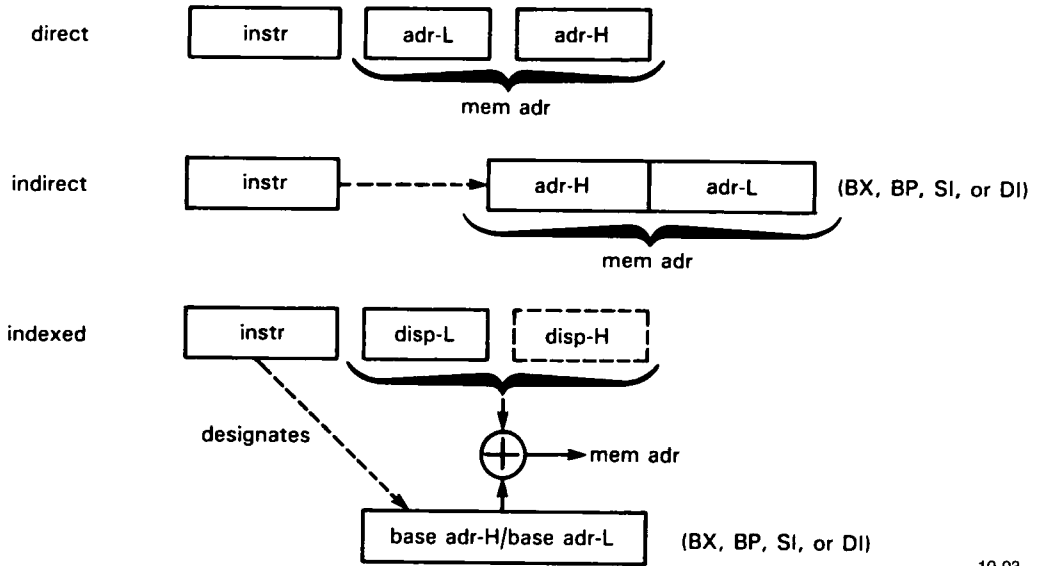 direct instr adr-L adr-H
mem adr
indirect instr adr-H adr-L (BX, BP, SI, or DI)
mem adr
indexed instr disp-L disp-H
designates
mem adr
base adr-H/base adr-L (BX, BP, SI, or DI)